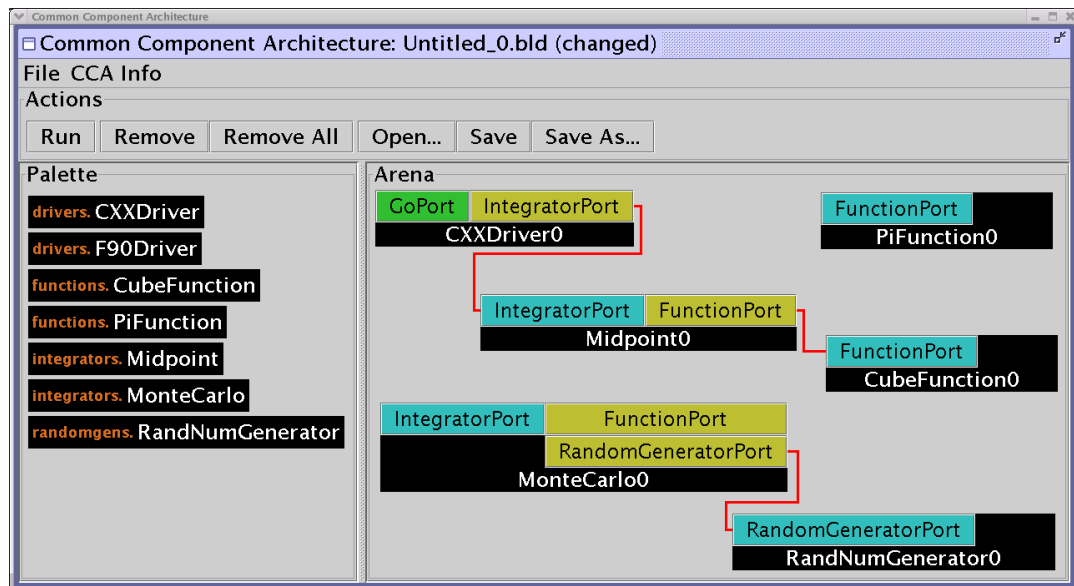 Common Component Architecture
Common Component Architecture: Untitled_0.bld (changed)
File CCA Info
Actions
Run Remove Remove All Open... Save Save As...
Palette
drivers. CXXDriver
drivers. F90Driver
functions. CubeFunction
functions. PiFunction
integrators. Midpoint
integrators. MonteCarlo
randomgens. RandNumGenerator
Arena
GoPort IntegratorPort
CXXDriver0
FunctionPort
PiFunction0
IntegratorPort FunctionPort
Midpoint0
FunctionPort
CubeFunction0
IntegratorPort FunctionPort
RandomGeneratorPort
MonteCarlo0
RandomGeneratorPort
RandNumGenerator0